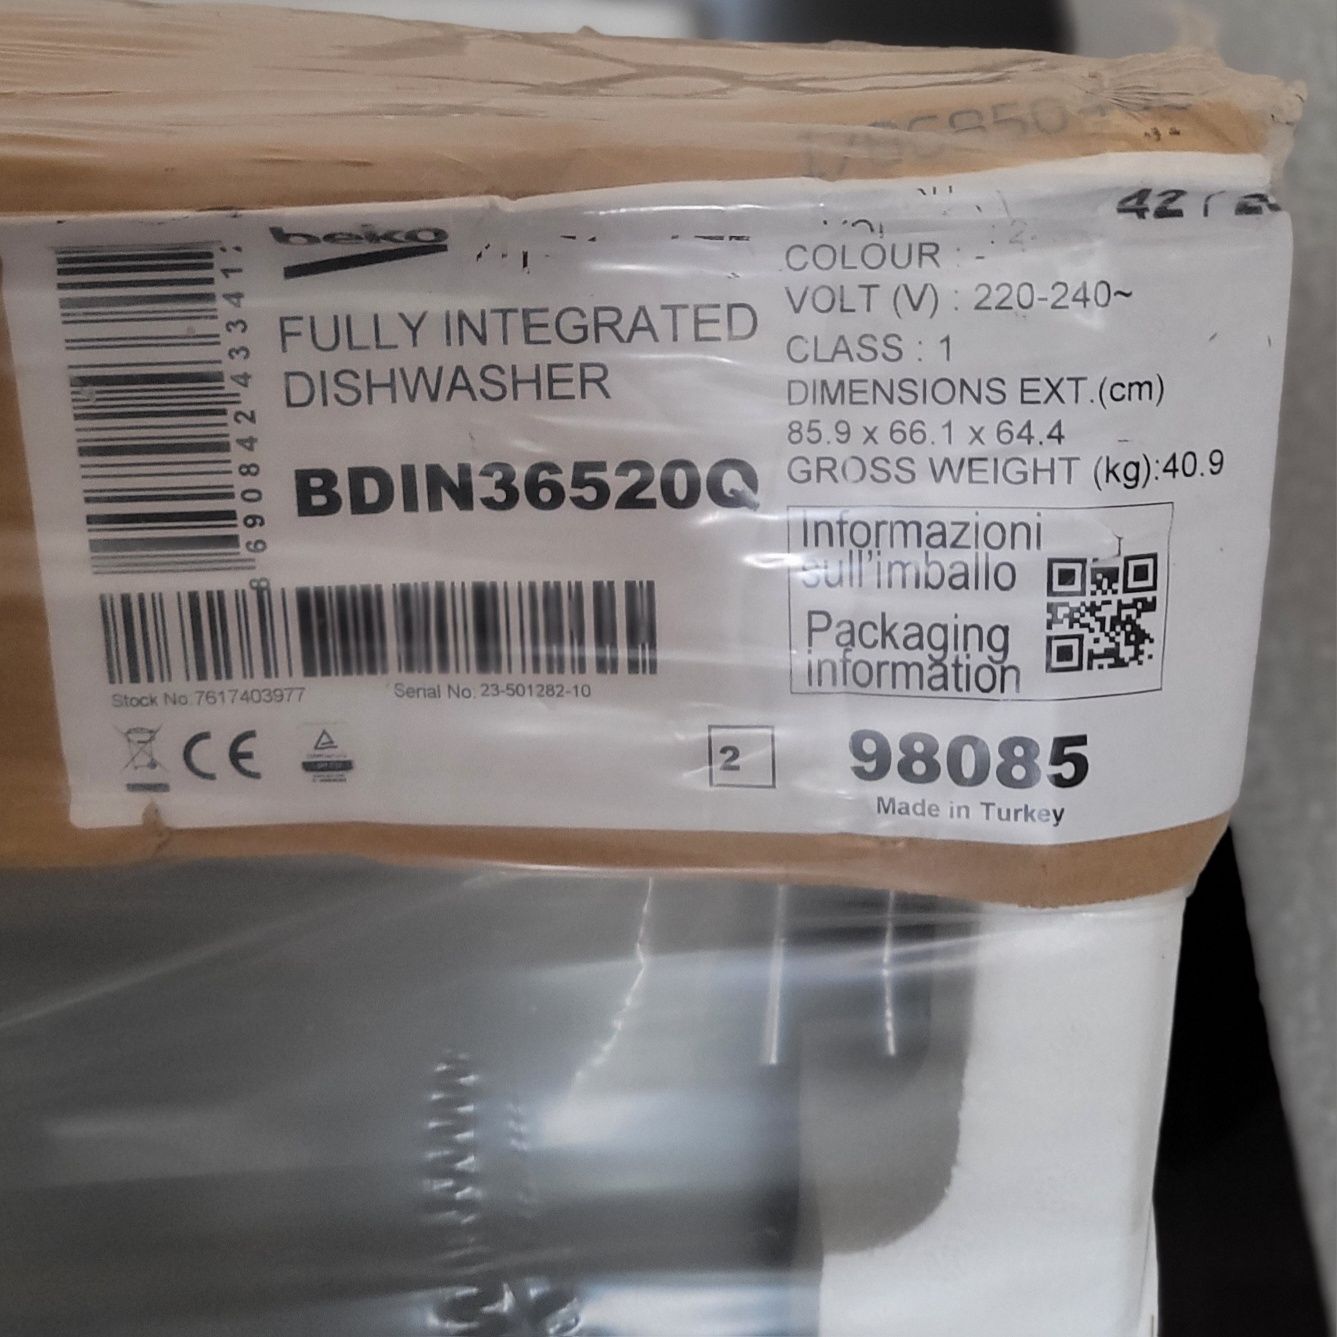 beko
FULLY INTEGRATED
DISHWASHER
BDIN36520Q
8690842433412
Stock No:7617403977
Serial No: 23-501282-10
CE
COLOUR : -
VOLT (V) : 220-240~
CLASS : 1
DIMENSIONS EXT.(cm)
85.9 x 66.1 x 64.4
GROSS WEIGHT (kg):40.9
Informazioni
sull'imballo
Packaging
information
2
98085
Made in Turkey